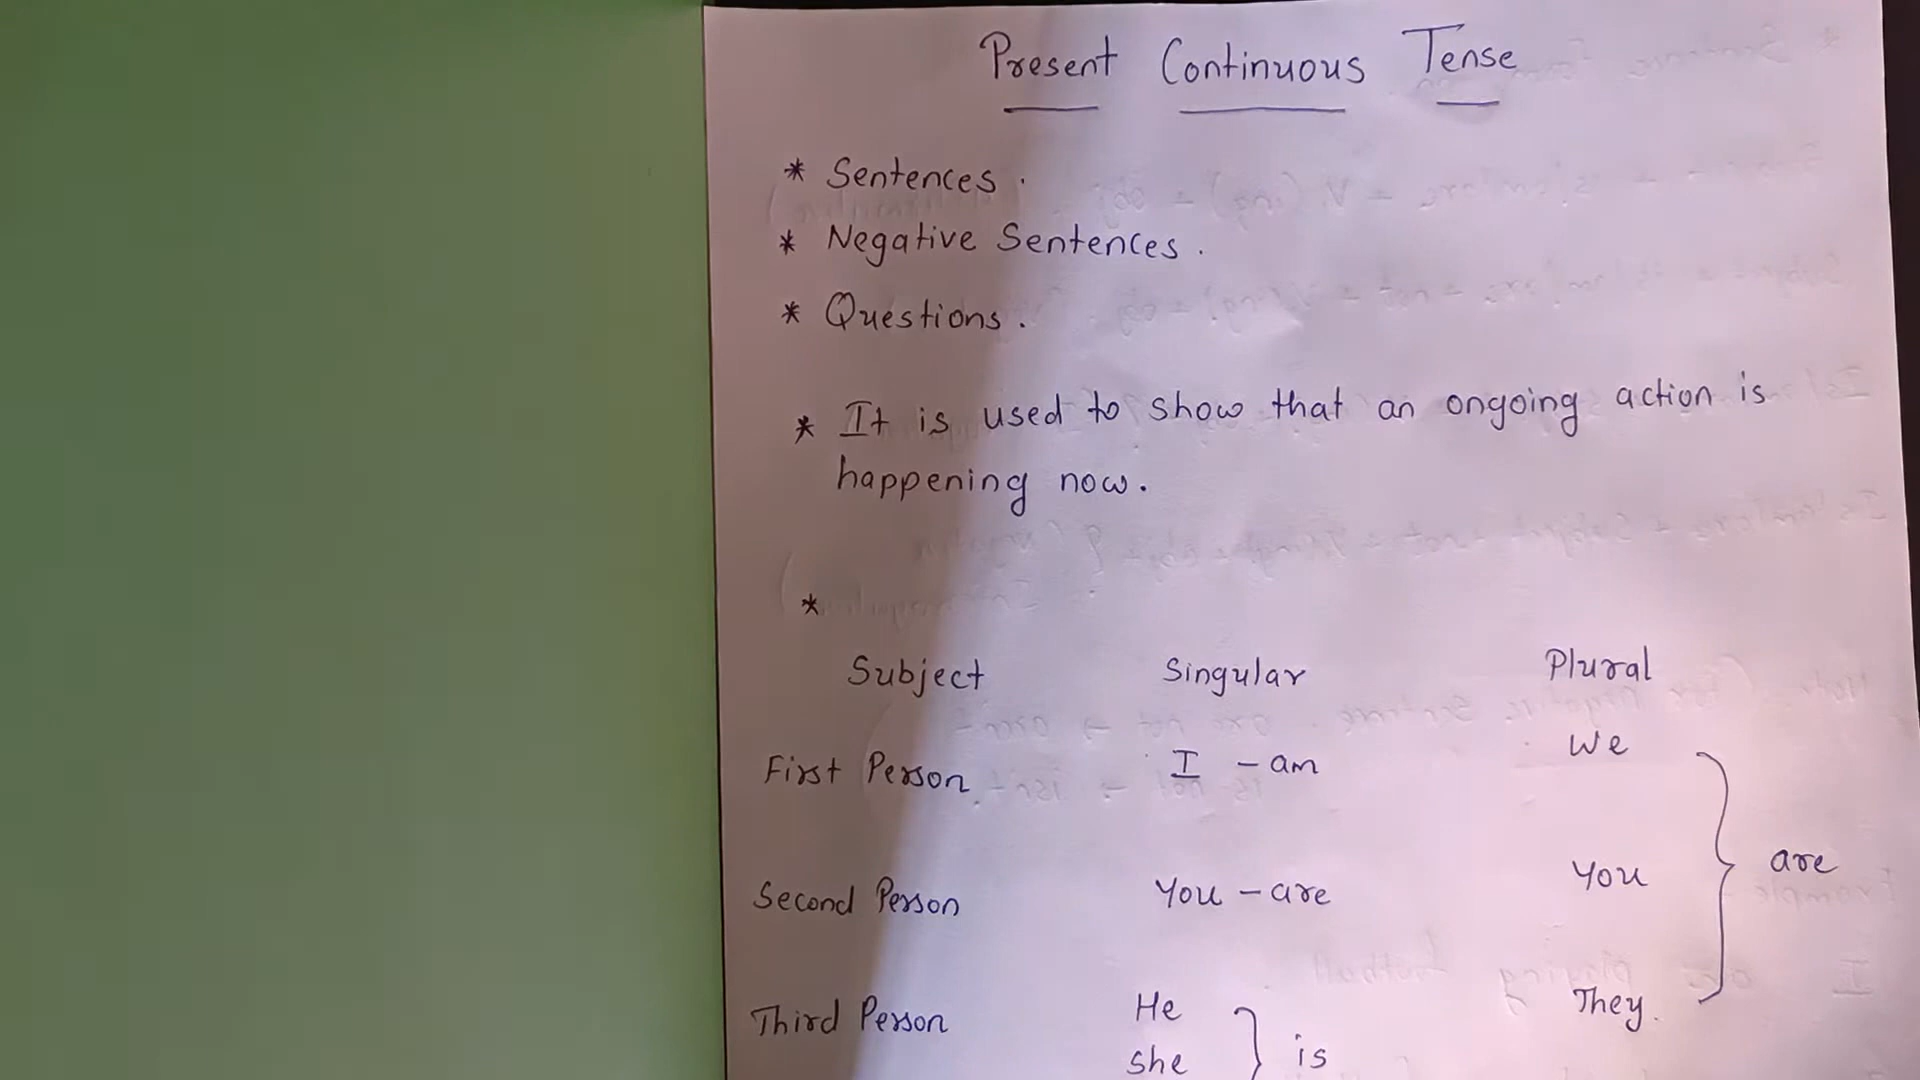 Present Continuous Tense
* Sentences.
* Negative Sentences.
* Questions.
* It is used to show that an ongoing action is
happening now.
*
Subject Singular Plural
First Person I - am We
Second Person You - are You } are
Third Person He They.
she } is